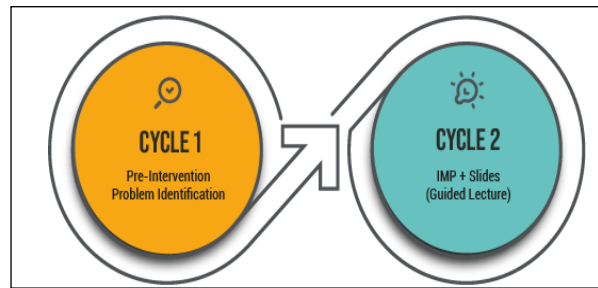 CYCLE 1
Pre-Intervention
Problem Identification
CYCLE 2
IMP + Slides
(Guided Lecture)